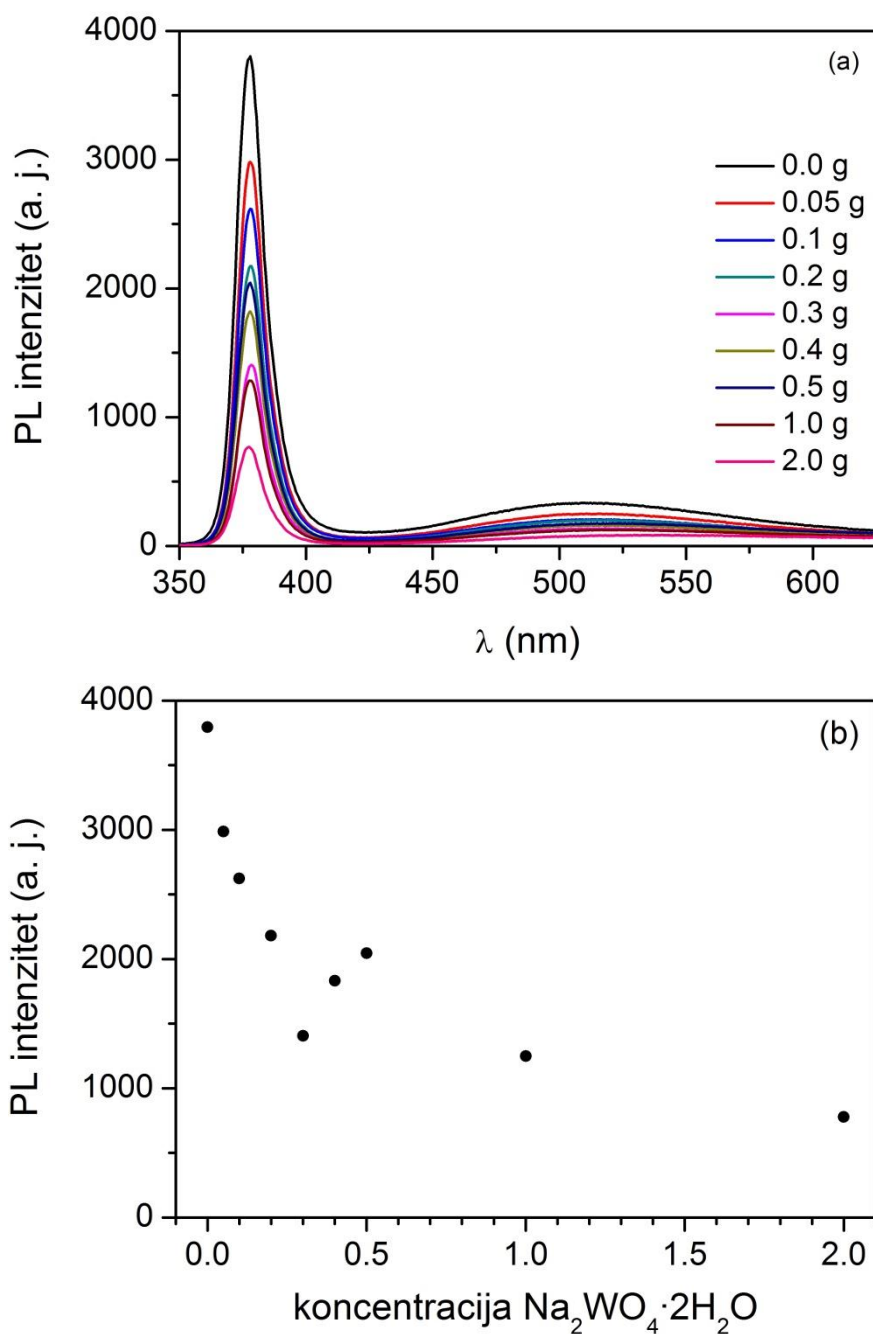 (a)
PL intenzitet (a. j.)
4000
3000
2000
1000
0
0.0 g
0.05 g
0.1 g
0.2 g
0.3 g
0.4 g
0.5 g
1.0 g
2.0 g
350 400 450 500 550 600
λ (nm)
(b)
PL intenzitet (a. j.)
4000
3000
2000
1000
0
0.0 0.5 1.0 1.5 2.0
koncentracija Na₂WO₄·2H₂O